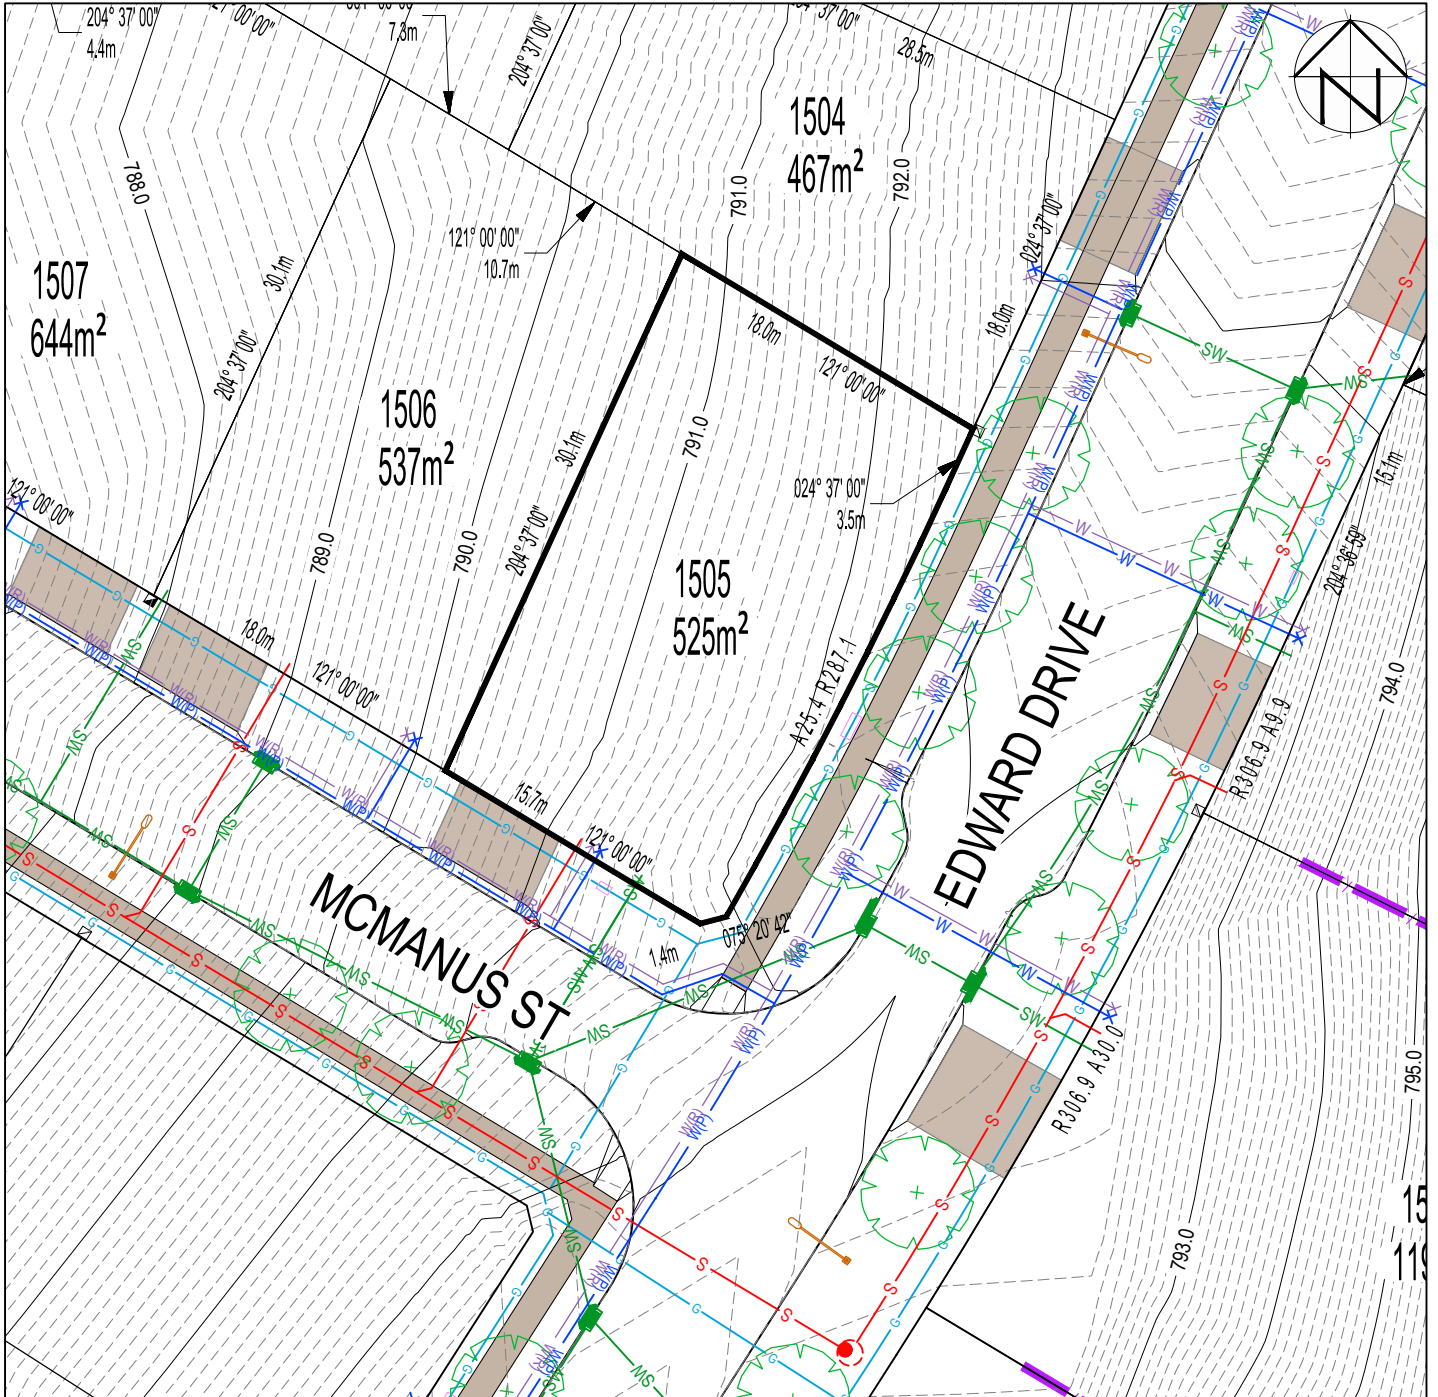 204° 37' 00"
4.4m
7.3m
204° 37' 00"
28.5m
1504
467m²
788.0
791.0
792.0
121° 00' 00"
10.7m
024° 37' 00"
18.0m
1507
644m²
30.1m
204° 37' 00"
18.0m
121° 00' 00"
1506
537m²
30.1m
791.0
204° 37' 00"
024° 37' 00"
3.5m
15.1m
204° 36' 59"
121° 00' 00"
789.0
790.0
1505
525m²
18.0m
121° 00' 00"
A25.4 R287.1
EDWARD DRIVE
794.0
R306.9 A9.9
15.7m
121° 00' 00"
MCMANUS ST
1.4m
075° 20' 42"
R306.9 A30.0
795.0
793.0
15
119
N